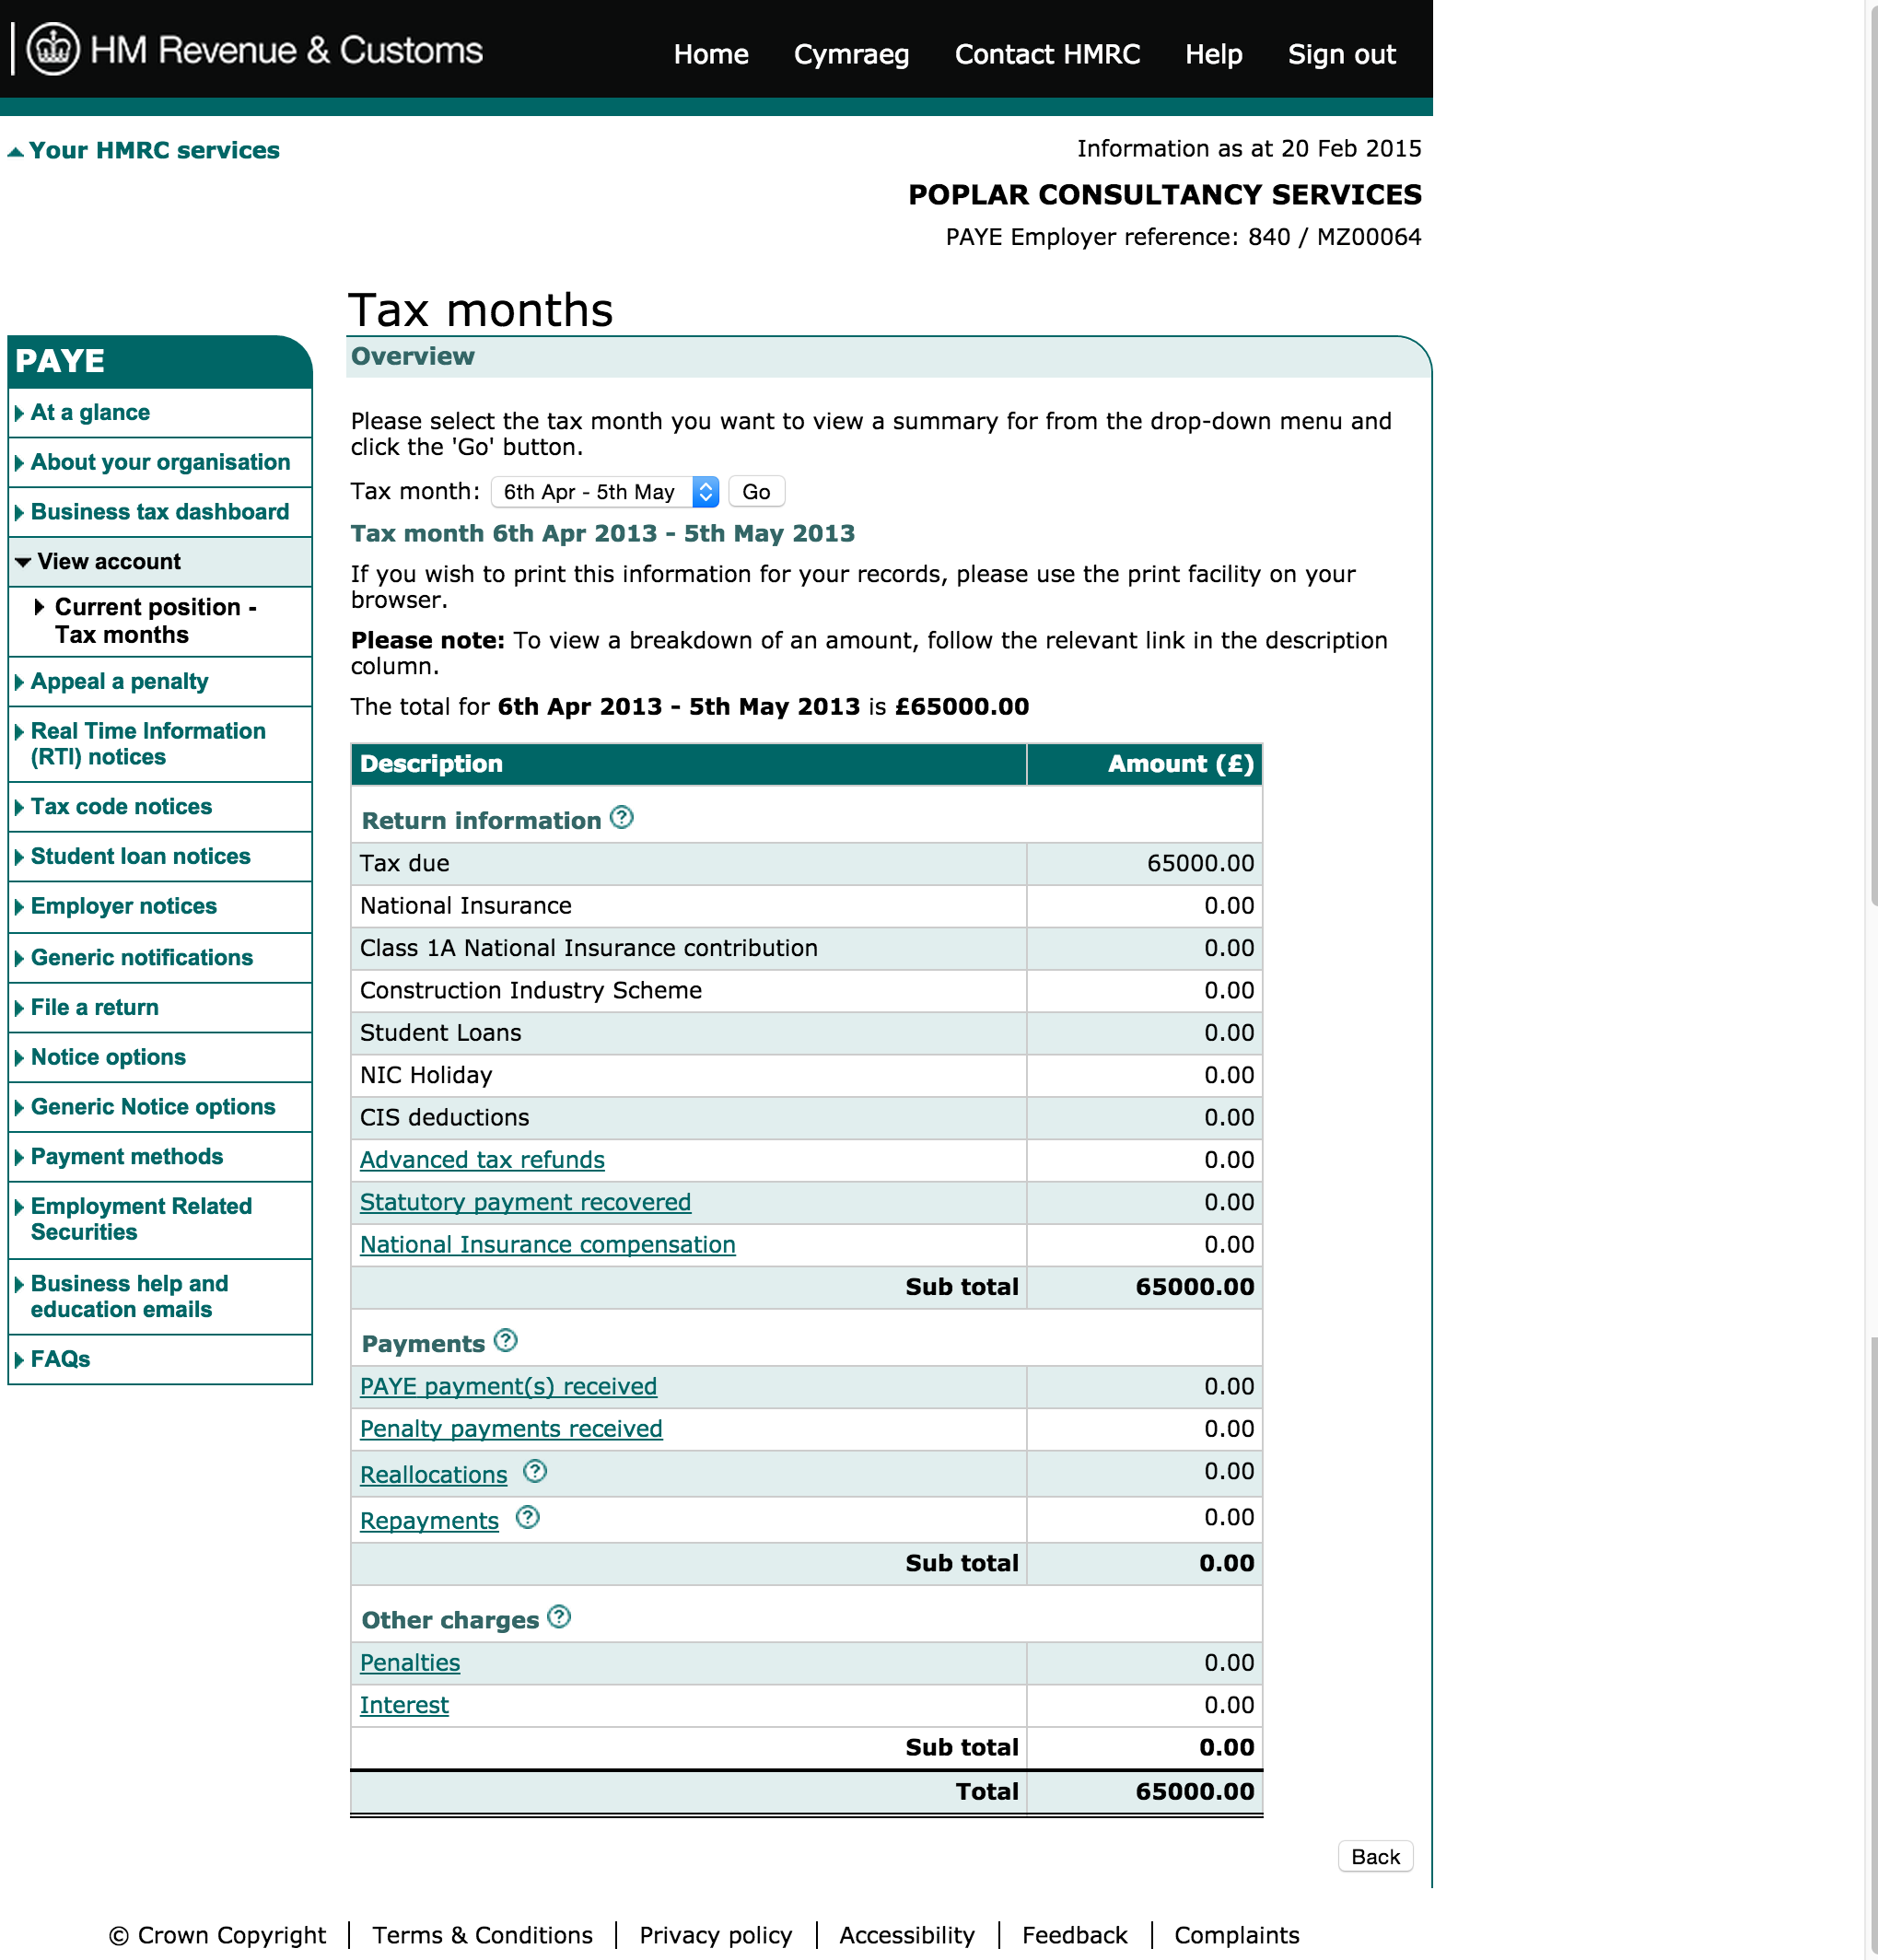 HM Revenue & Customs
Home Cymraeg Contact HMRC Help Sign out
Your HMRC services
Information as at 20 Feb 2015
POPLAR CONSULTANCY SERVICES
PAYE Employer reference: 840 / MZ00064
Tax months
PAYE
At a glance
About your organisation
Business tax dashboard
View account
Current position -
Tax months
Appeal a penalty
Real Time Information
(RTI) notices
Tax code notices
Student loan notices
Employer notices
Generic notifications
File a return
Notice options
Generic Notice options
Payment methods
Employment Related
Securities
Business help and
education emails
FAQs
Overview
Please select the tax month you want to view a summary for from the drop-down menu and
click the 'Go' button.
Tax month: 6th Apr - 5th May Go
Tax month 6th Apr 2013 - 5th May 2013
If you wish to print this information for your records, please use the print facility on your
browser.
Please note: To view a breakdown of an amount, follow the relevant link in the description
column.
The total for 6th Apr 2013 - 5th May 2013 is £65000.00
Description Amount (£)
Return information ?
Tax due 65000.00
National Insurance 0.00
Class 1A National Insurance contribution 0.00
Construction Industry Scheme 0.00
Student Loans 0.00
NIC Holiday 0.00
CIS deductions 0.00
Advanced tax refunds 0.00
Statutory payment recovered 0.00
National Insurance compensation 0.00
Sub total 65000.00
Payments ?
PAYE payment(s) received 0.00
Penalty payments received 0.00
Reallocations ? 0.00
Repayments ? 0.00
Sub total 0.00
Other charges ?
Penalties 0.00
Interest 0.00
Sub total 0.00
Total 65000.00
Back
© Crown Copyright | Terms & Conditions | Privacy policy | Accessibility | Feedback | Complaints